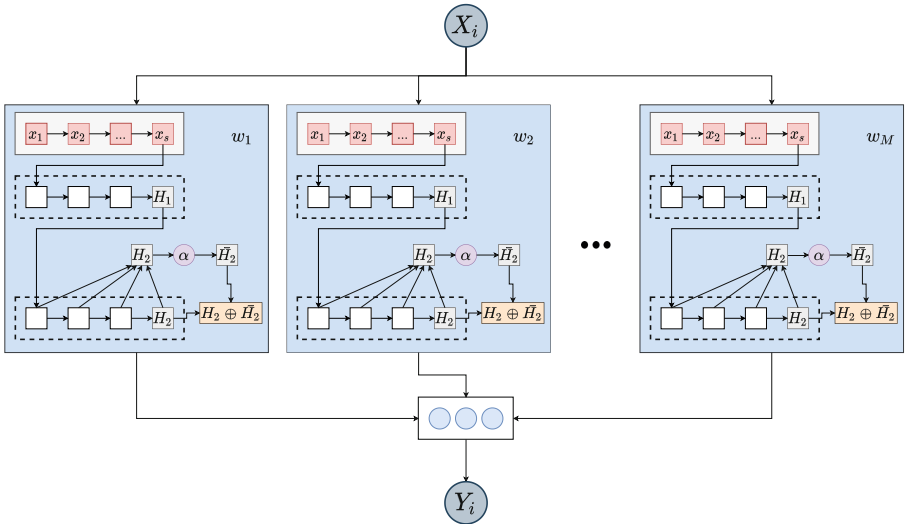 X_i
x_1 x_2 ... x_s w_1
H_1
H_2 α H̄_2
H_2 H_2 ⊕ H̄_2
x_1 x_2 ... x_s w_2
H_1
H_2 α H̄_2
H_2 H_2 ⊕ H̄_2
•••
x_1 x_2 ... x_s w_M
H_1
H_2 α H̄_2
H_2 H_2 ⊕ H̄_2
Y_i